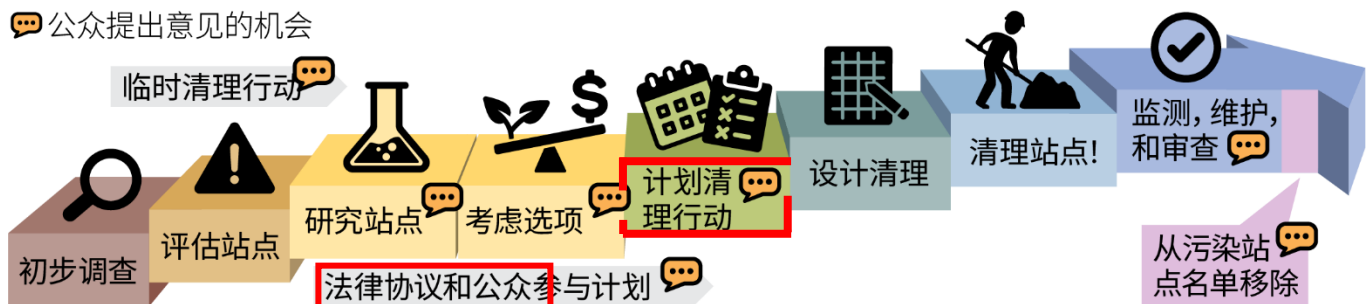 公众提出意见的机会
临时清理行动
初步调查
评估站点
研究站点
考虑选项
法律协议和公众参与计划
计划清
理行动
设计清理
清理站点!
监测, 维护,
和审查
从污染站
点名单移除